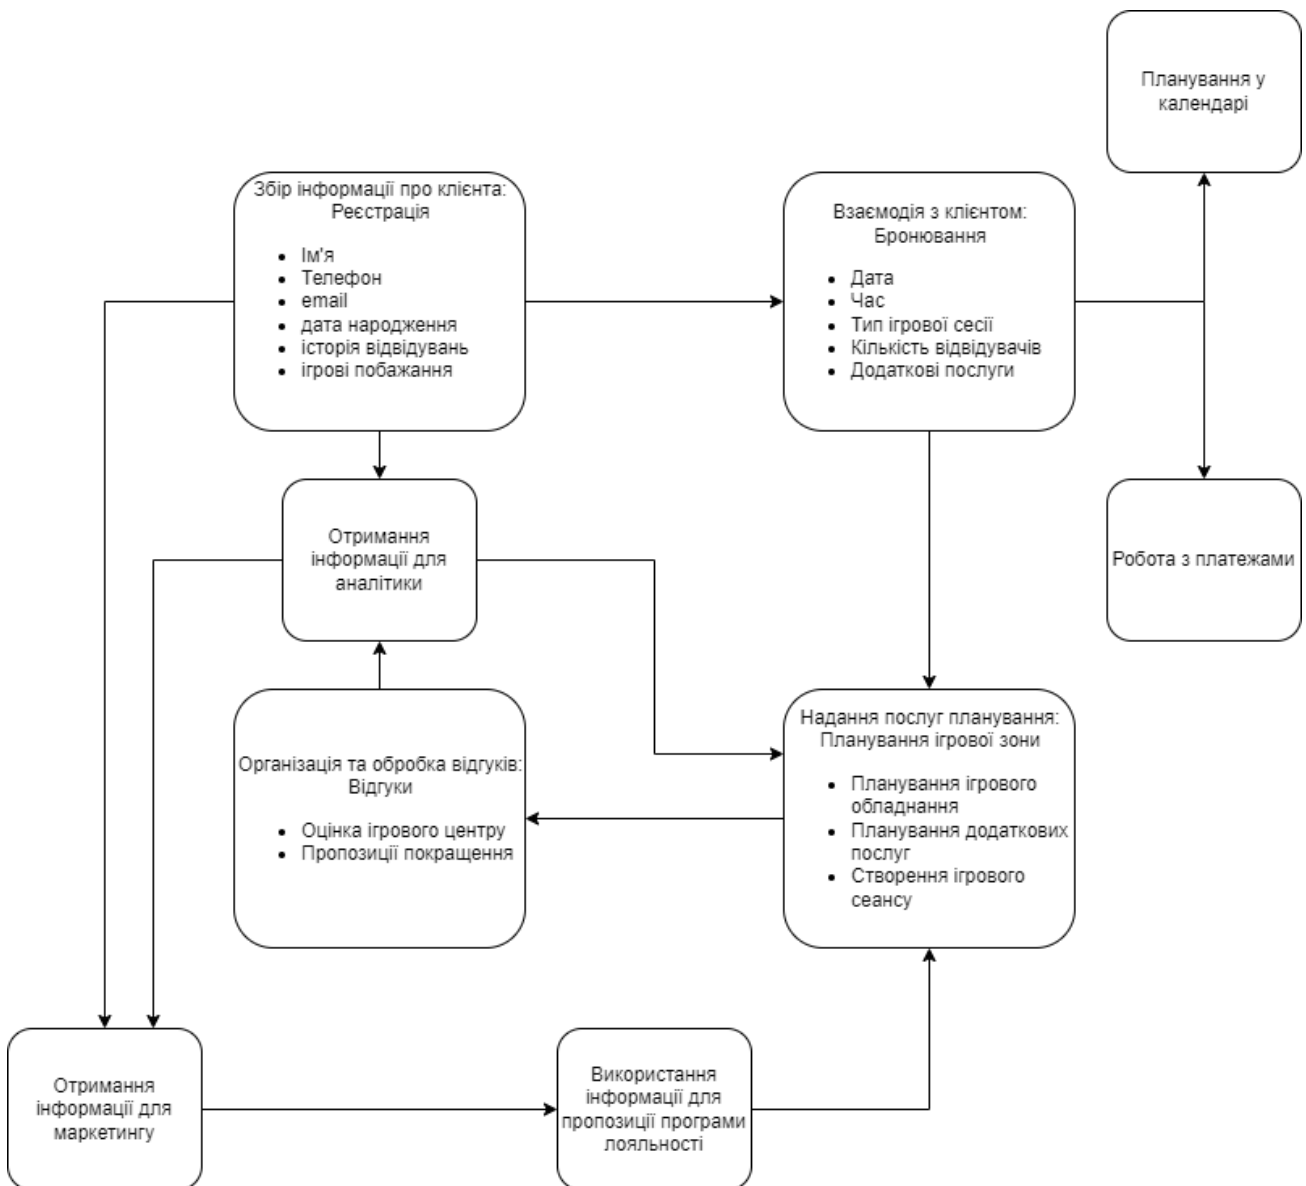 Планування у
календарі
Збір інформації про клієнта:
Реєстрація
Ім'я
Телефон
email
дата народження
історія відвідувань
ігрові побажання
Взаємодія з клієнтом:
Бронювання
Дата
Час
Тип ігрової сесії
Кількість відвідувачів
Додаткові послуги
Отримання
інформації для
аналітики
Робота з платежами
Організація та обробка відгуків:
Відгуки
Оцінка ігрового центру
Пропозиції покращення
Надання послуг планування:
Планування ігрової зони
Планування ігрового
обладнання
Планування додаткових
послуг
Створення ігрового
сеансу
Отримання
інформації для
маркетингу
Використання
інформації для
пропозиції програми
лояльності